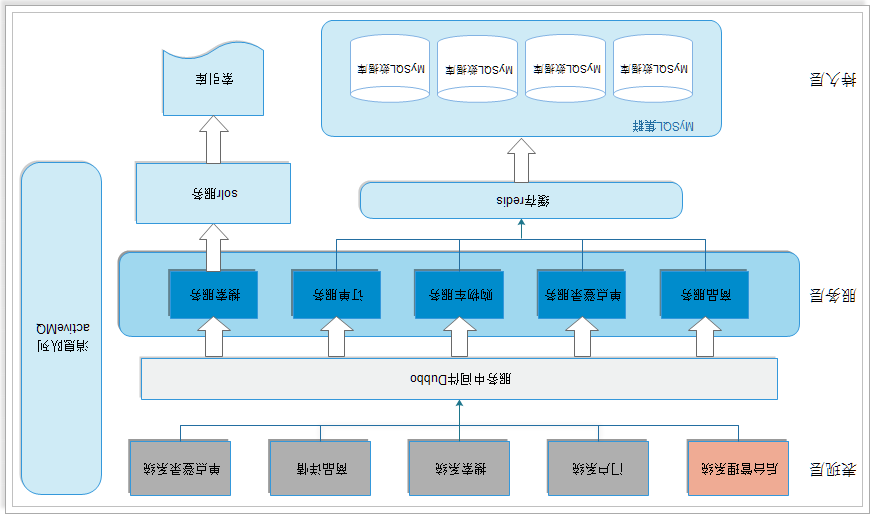 表现层
后台管理系统
门户系统
搜索系统
商品详情
单点登录系统
服务中间件Dubbo
服务层
商品服务
单点登录服务
购物车服务
订单服务
搜索服务
消息队列
activeMQ
缓存redis
solr服务
持久层
MySQL集群
MySQL数据库
MySQL数据库
MySQL数据库
MySQL数据库
索引库